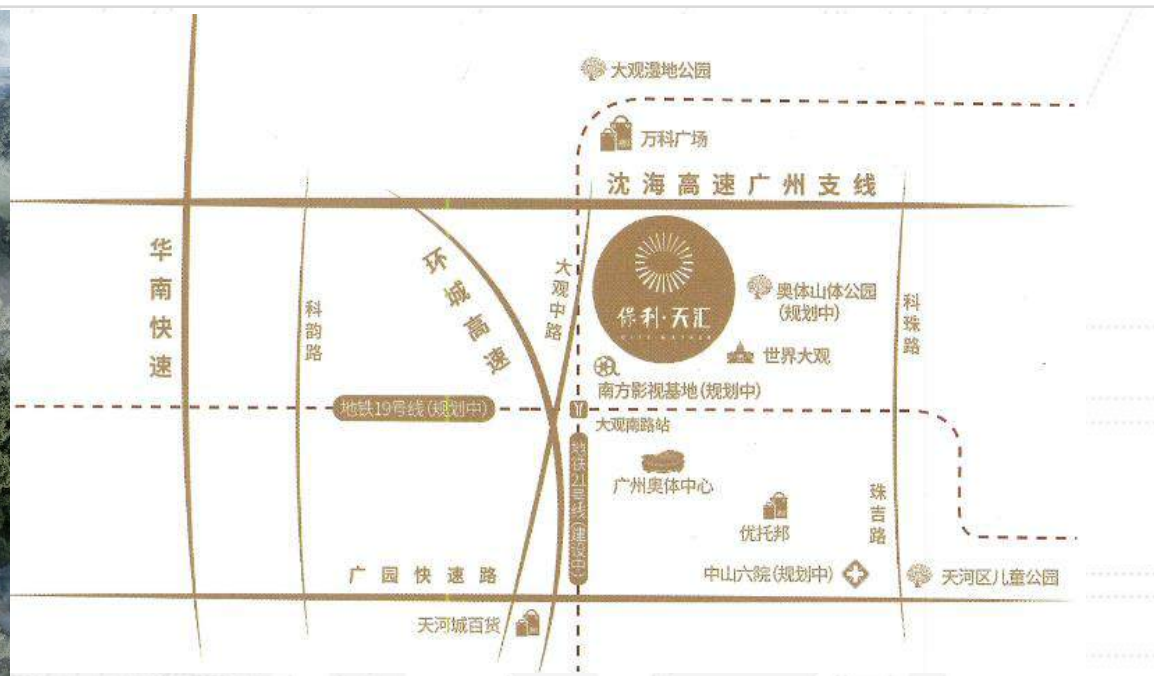 大观湿地公园
万科广场
沈海高速广州支线
华南快速
科韵路
环城高速
大观中路
保利·天汇
奥体山体公园
(规划中)
科珠路
世界大观
南方影视基地(规划中)
地铁19号线(规划中)
大观南路站
地铁21号线(建设中)
广州奥体中心
优托邦
珠吉路
中山六院(规划中)
天河区儿童公园
广园快速路
天河城百货